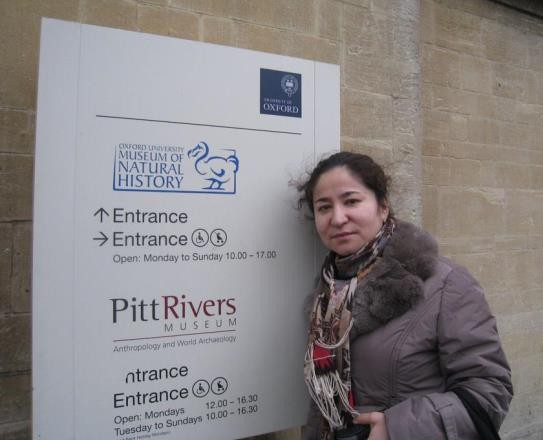 UNIVERSITY OF
OXFORD
OXFORD UNIVERSITY
MUSEUM OF
NATURAL
HISTORY
↑ Entrance
→ Entrance
Open: Monday to Sunday 10.00 – 17.00
PittRivers
MUSEUM
Anthropology and World Archaeology
ntrance
Entrance
Open: Mondays 12.00 - 16.30
Tuesday to Sundays 10.00 - 16.30